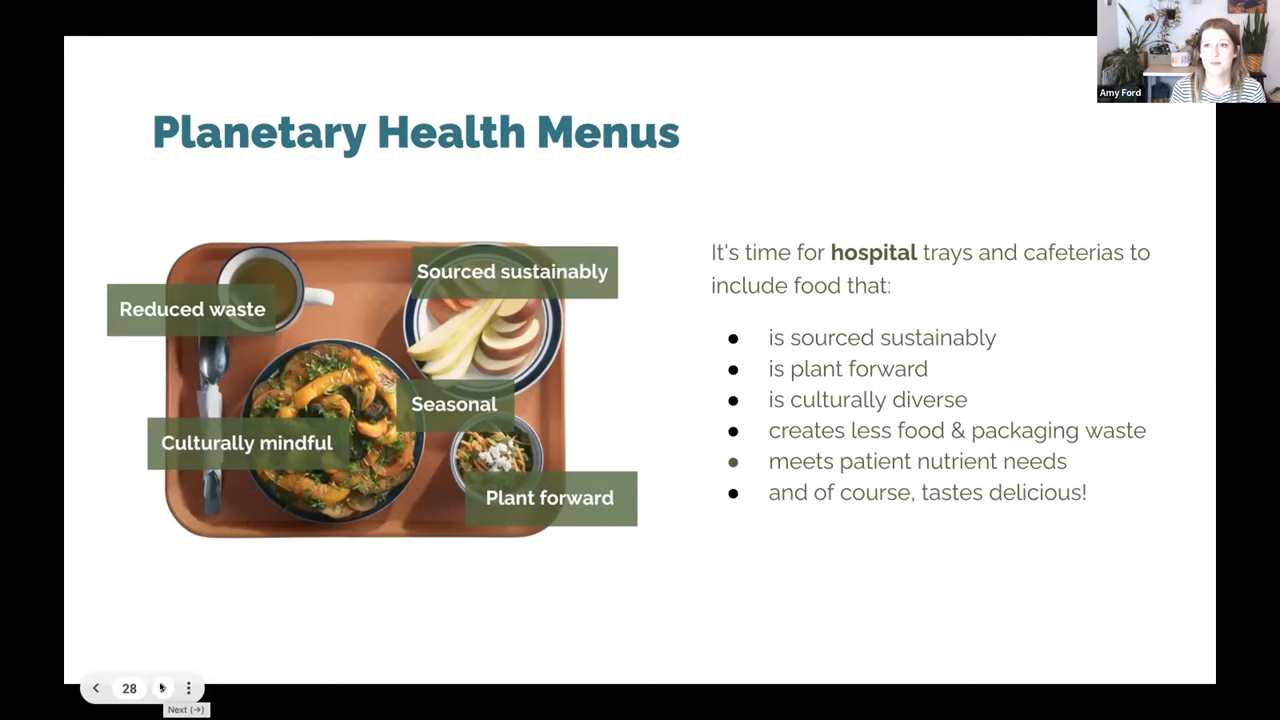 Amy Ford
Planetary Health Menus
Sourced sustainably
Reduced waste
Seasonal
Culturally mindful
Plant forward
It's time for hospital trays and cafeterias to
include food that:
● is sourced sustainably
● is plant forward
● is culturally diverse
● creates less food & packaging waste
● meets patient nutrient needs
● and of course, tastes delicious!
28
Next (→)